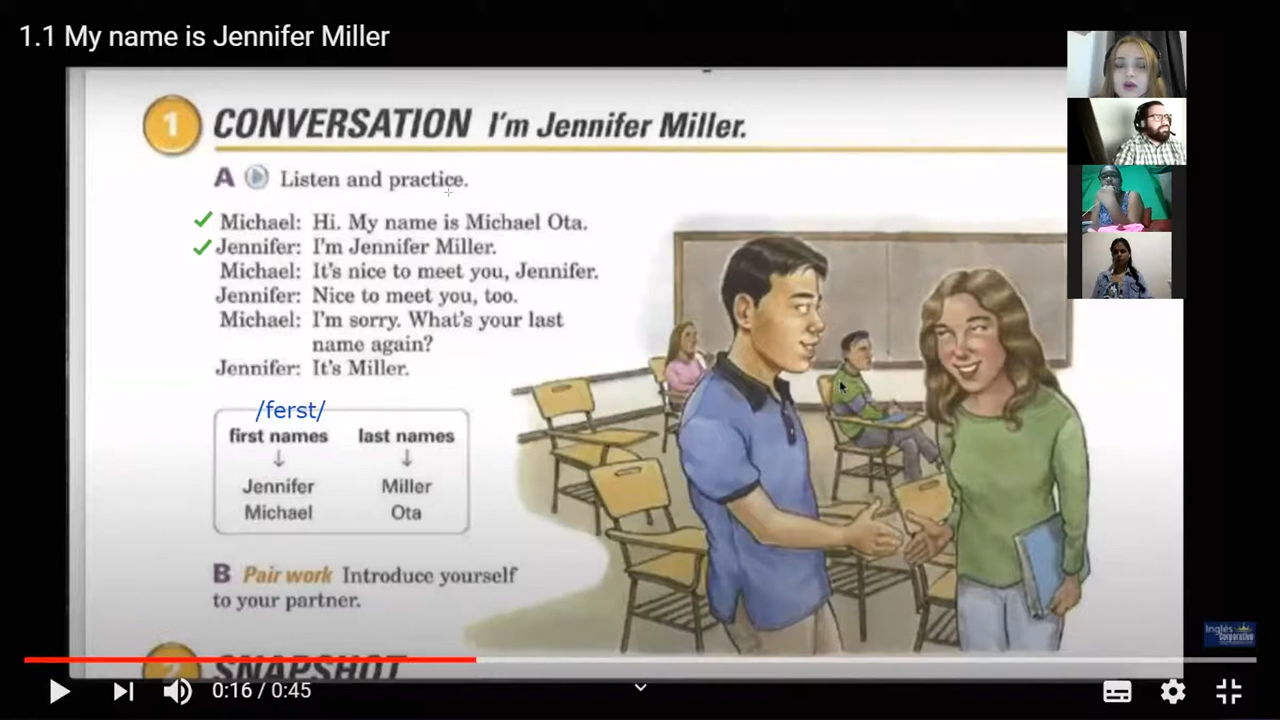 1.1 My name is Jennifer Miller
1 CONVERSATION I'm Jennifer Miller.
A Listen and practice.
Michael: Hi. My name is Michael Ota.
Jennifer: I'm Jennifer Miller.
Michael: It's nice to meet you, Jennifer.
Jennifer: Nice to meet you, too.
Michael: I'm sorry. What's your last
name again?
Jennifer: It's Miller.
/ferst/
first names last names
Jennifer Miller
Michael Ota
B Pair work Introduce yourself
to your partner.
2 SNAPSHOT
Inglés
Corporativo
0:16 / 0:45